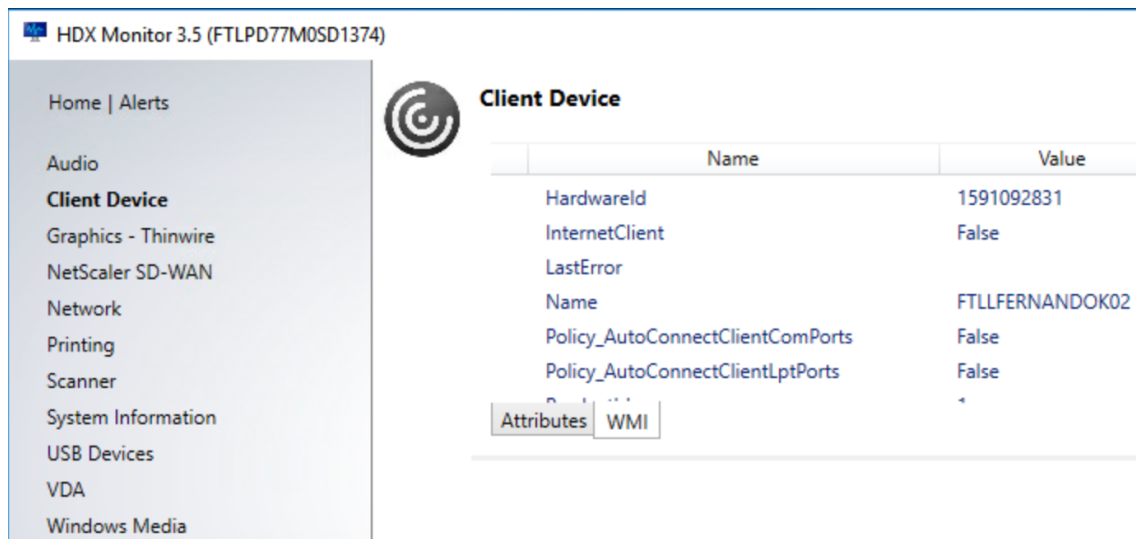 HDX Monitor 3.5 (FTLPD77M0SD1374)
Home | Alerts
Audio
Client Device
Graphics - Thinwire
NetScaler SD-WAN
Network
Printing
Scanner
System Information
USB Devices
VDA
Windows Media
Client Device
Name Value
HardwareId 1591092831
InternetClient False
LastError
Name FTLLFERNANDOK02
Policy_AutoConnectClientComPorts False
Policy_AutoConnectClientLptPorts False
Attributes WMI